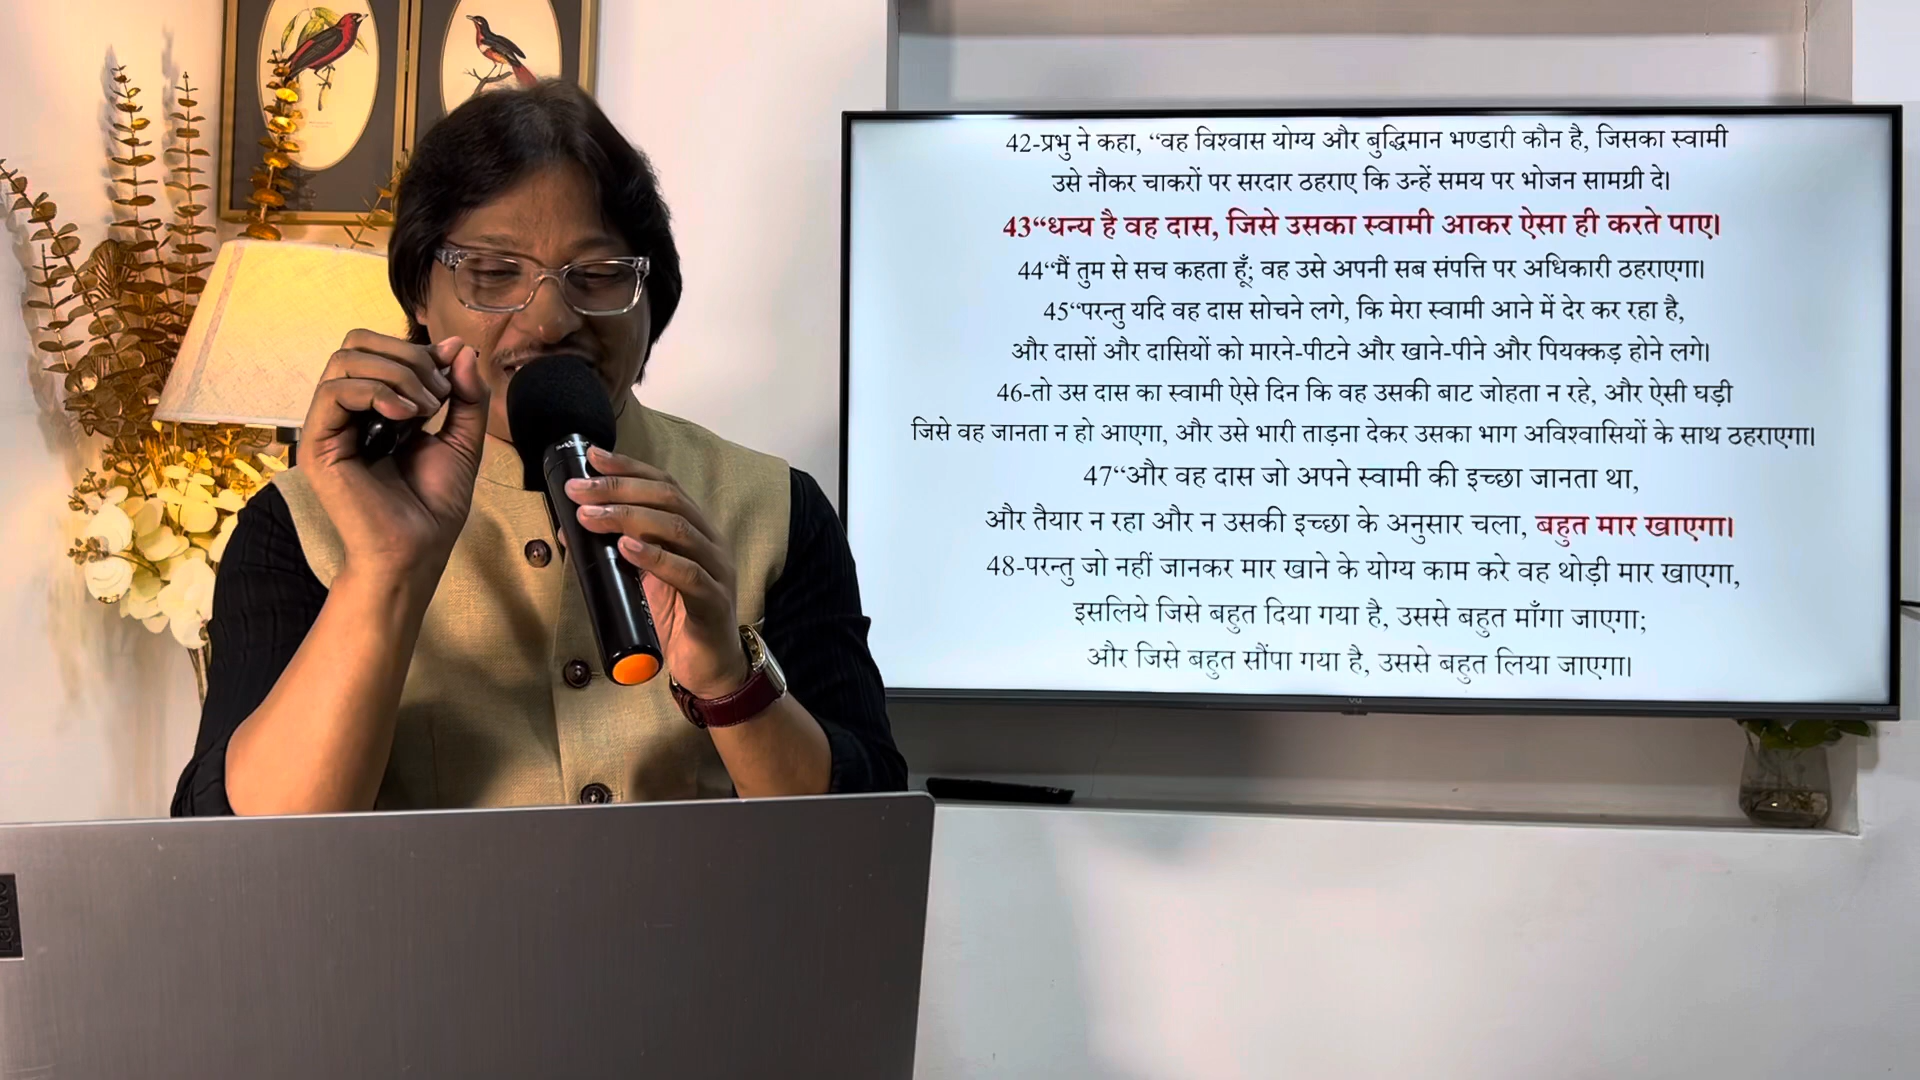 42-प्रभु ने कहा, “वह विश्वास योग्य और बुद्धिमान भण्डारी कौन है, जिसका स्वामी
उसे नौकर चाकरों पर सरदार ठहराए कि उन्हें समय पर भोजन सामग्री दे।
43“धन्य है वह दास, जिसे उसका स्वामी आकर ऐसा ही करते पाए।
44“मैं तुम से सच कहता हूँ; वह उसे अपनी सब संपत्ति पर अधिकारी ठहराएगा।
45“परन्तु यदि वह दास सोचने लगे, कि मेरा स्वामी आने में देर कर रहा है,
और दासों और दासियों को मारने-पीटने और खाने-पीने और पियक्कड़ होने लगे।
46-तो उस दास का स्वामी ऐसे दिन कि वह उसकी बाट जोहता न रहे, और ऐसी घड़ी
जिसे वह जानता न हो आएगा, और उसे भारी ताड़ना देकर उसका भाग अविश्वासियों के साथ ठहराएगा।
47“और वह दास जो अपने स्वामी की इच्छा जानता था,
और तैयार न रहा और न उसकी इच्छा के अनुसार चला, बहुत मार खाएगा।
48-परन्तु जो नहीं जानकर मार खाने के योग्य काम करे वह थोड़ी मार खाएगा,
इसलिये जिसे बहुत दिया गया है, उससे बहुत माँगा जाएगा;
और जिसे बहुत सौंपा गया है, उससे बहुत लिया जाएगा।
Lenovo